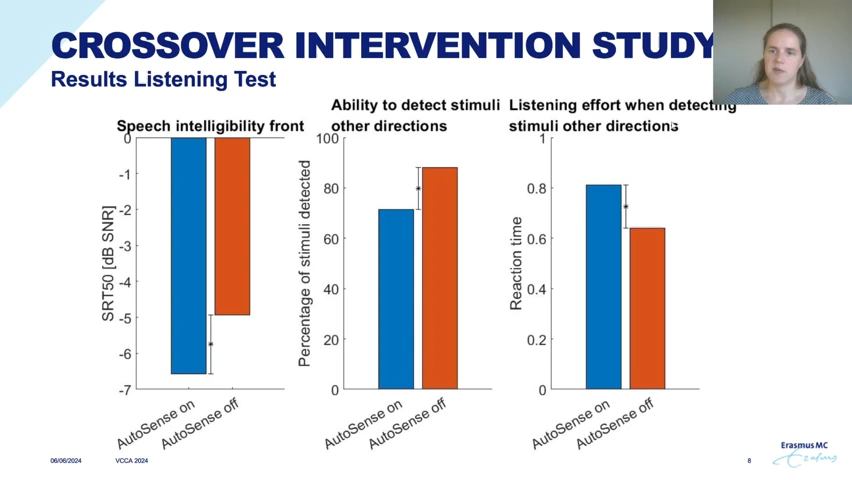 CROSSOVER INTERVENTION STUDY
Results Listening Test
Speech intelligibility front
0
-1
-2
-3
-4
-5
-6
-7
SRT50 [dB SNR]
*
AutoSense on
AutoSense off
Ability to detect stimuli
other directions
100
80
60
40
20
0
Percentage of stimuli detected
*
AutoSense on
AutoSense off
Listening effort when detecting
stimuli other directions
1
0.8
0.6
0.4
0.2
0
Reaction time
*
AutoSense on
AutoSense off
06/06/2024
VCCA 2024
8
Erasmus MC
Erasmus